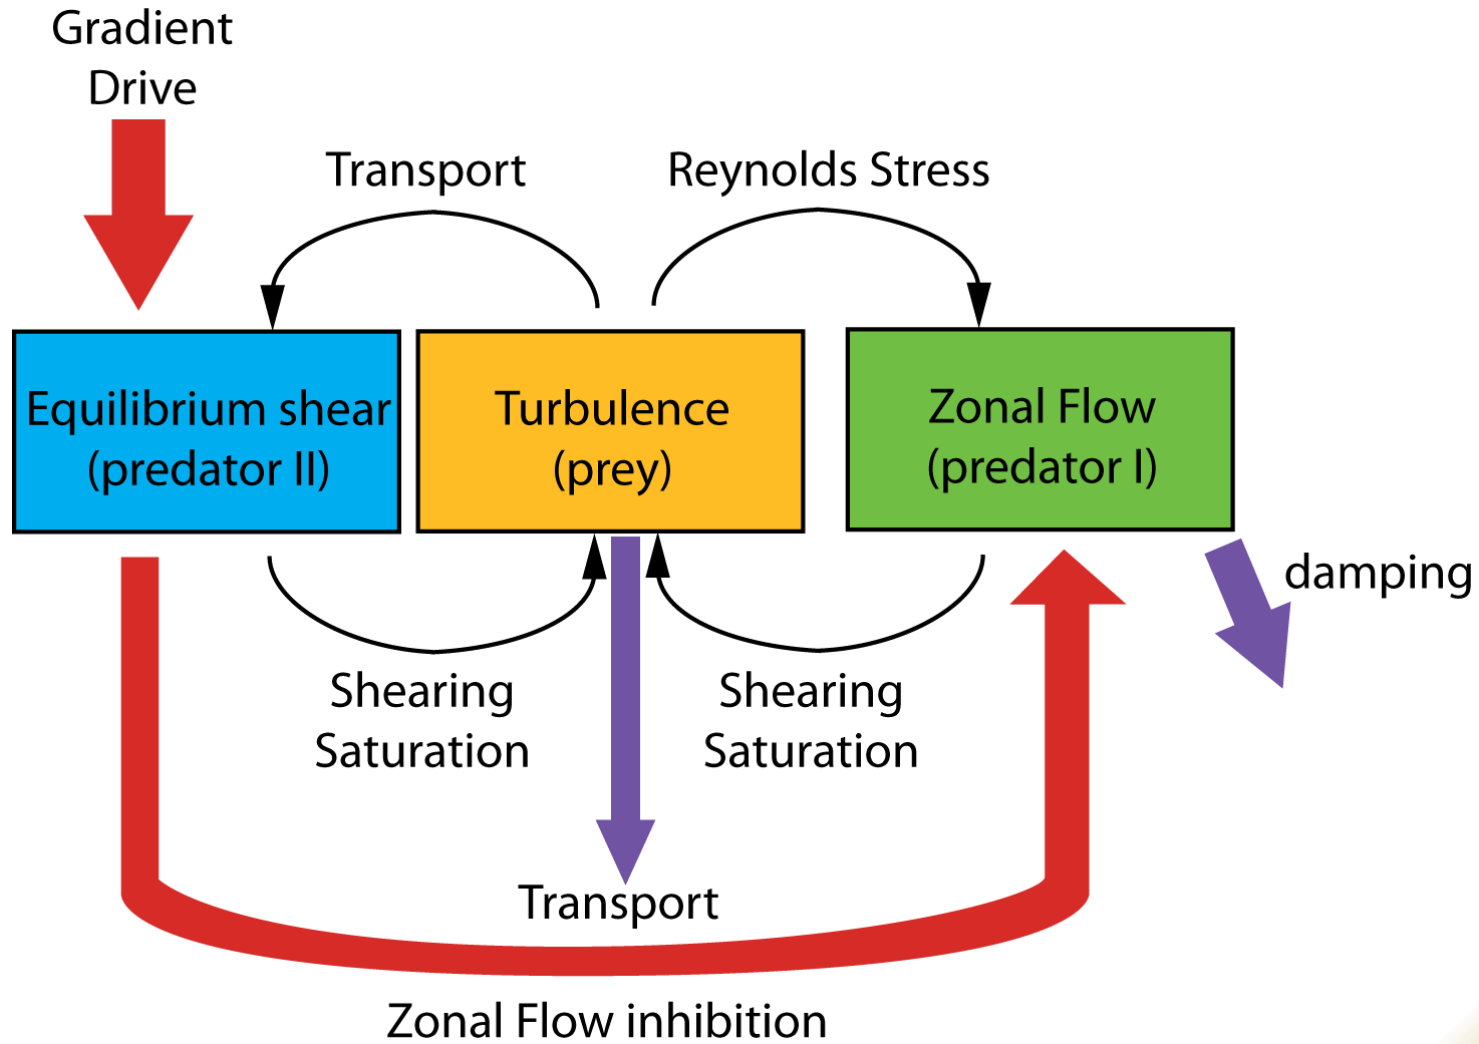 Gradient
Drive
Transport
Reynolds Stress
Equilibrium shear
(predator II)
Turbulence
(prey)
Zonal Flow
(predator I)
damping
Shearing
Saturation
Shearing
Saturation
Transport
Zonal Flow inhibition